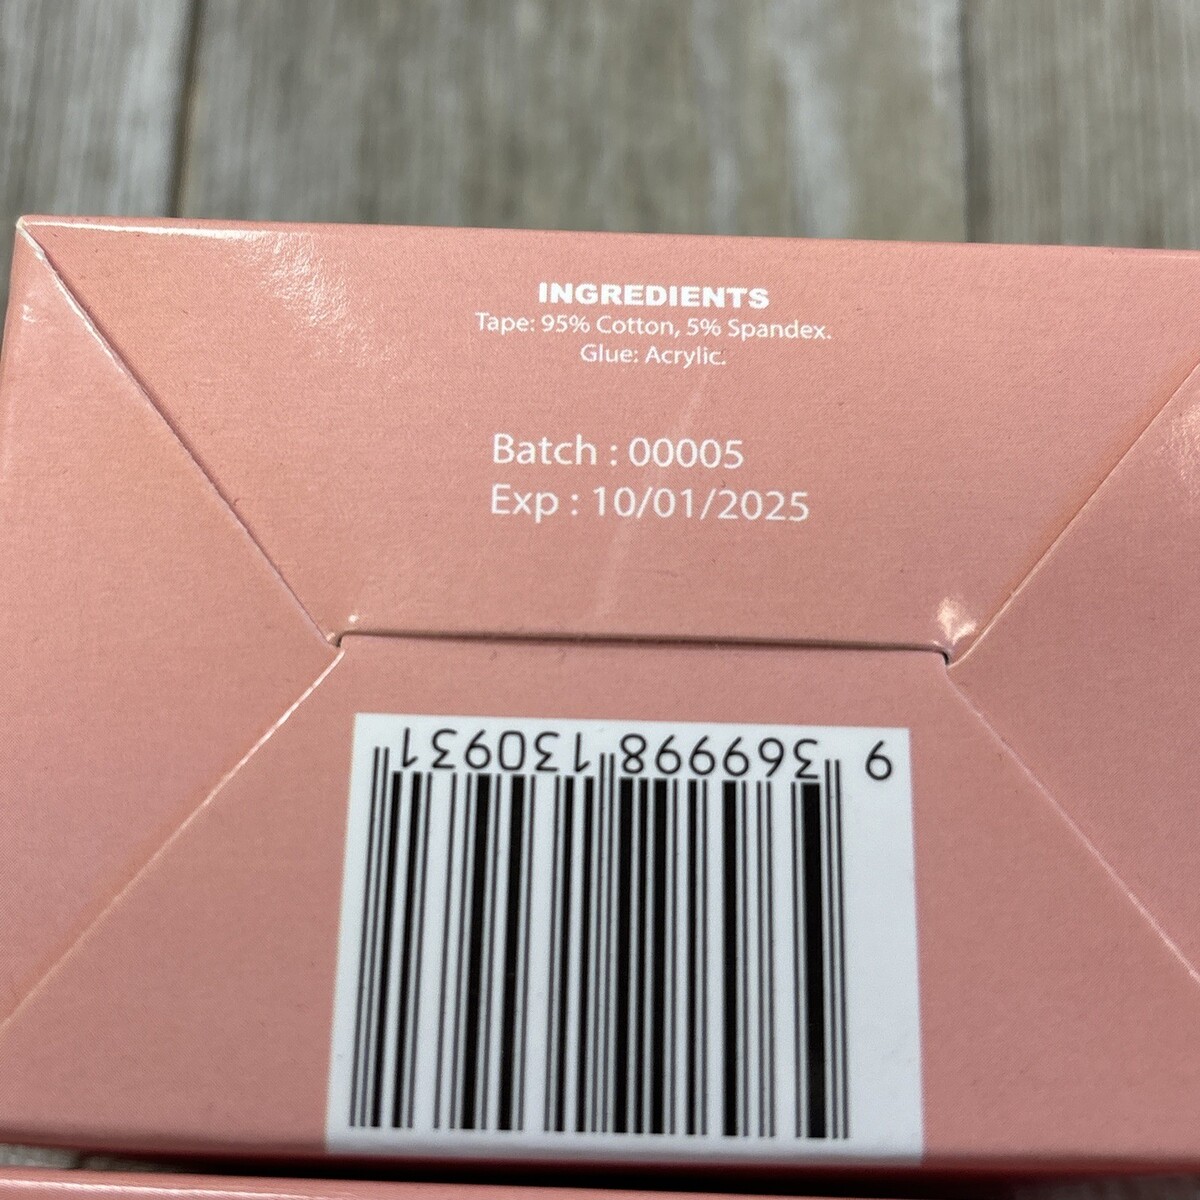 INGREDIENTS
Tape: 95% Cotton, 5% Spandex.
Glue: Acrylic.
Batch : 00005
Exp : 10/01/2025
9 369998 130931